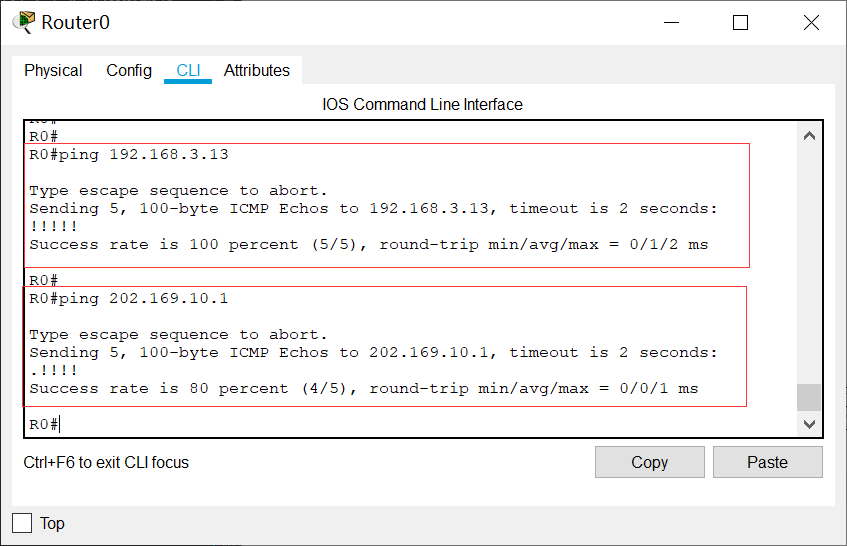 Router0
Physical Config CLI Attributes
IOS Command Line Interface
R0#
R0#ping 192.168.3.13
Type escape sequence to abort.
Sending 5, 100-byte ICMP Echos to 192.168.3.13, timeout is 2 seconds:
!!!!!
Success rate is 100 percent (5/5), round-trip min/avg/max = 0/1/2 ms
R0#
R0#ping 202.169.10.1
Type escape sequence to abort.
Sending 5, 100-byte ICMP Echos to 202.169.10.1, timeout is 2 seconds:
.!!!!
Success rate is 80 percent (4/5), round-trip min/avg/max = 0/0/1 ms
R0#
Ctrl+F6 to exit CLI focus
Copy Paste
Top